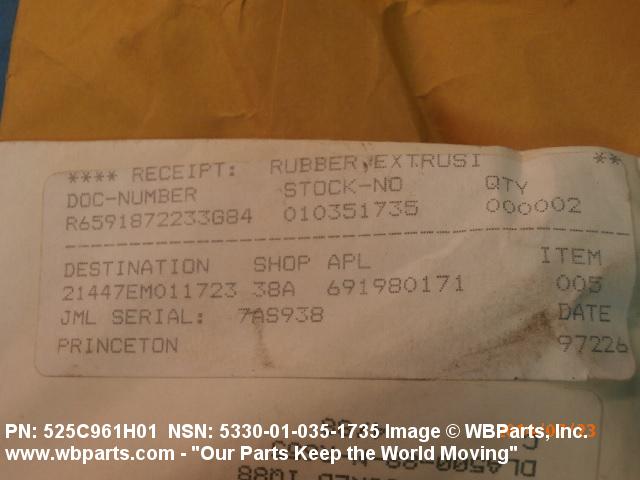 **** RECEIPT: RUBBER,EXTRUSI **
DOC-NUMBER STOCK-NO QTY
R6591872233G84 010351735 000002
DESTINATION SHOP APL ITEM
21447EM011723 38A 691980171 005
JML SERIAL: 7AS938 DATE
PRINCETON 97226
PN: 525C961H01 NSN: 5330-01-035-1735 Image © WBParts, Inc.
www.wbparts.com - "Our Parts Keep the World Moving"